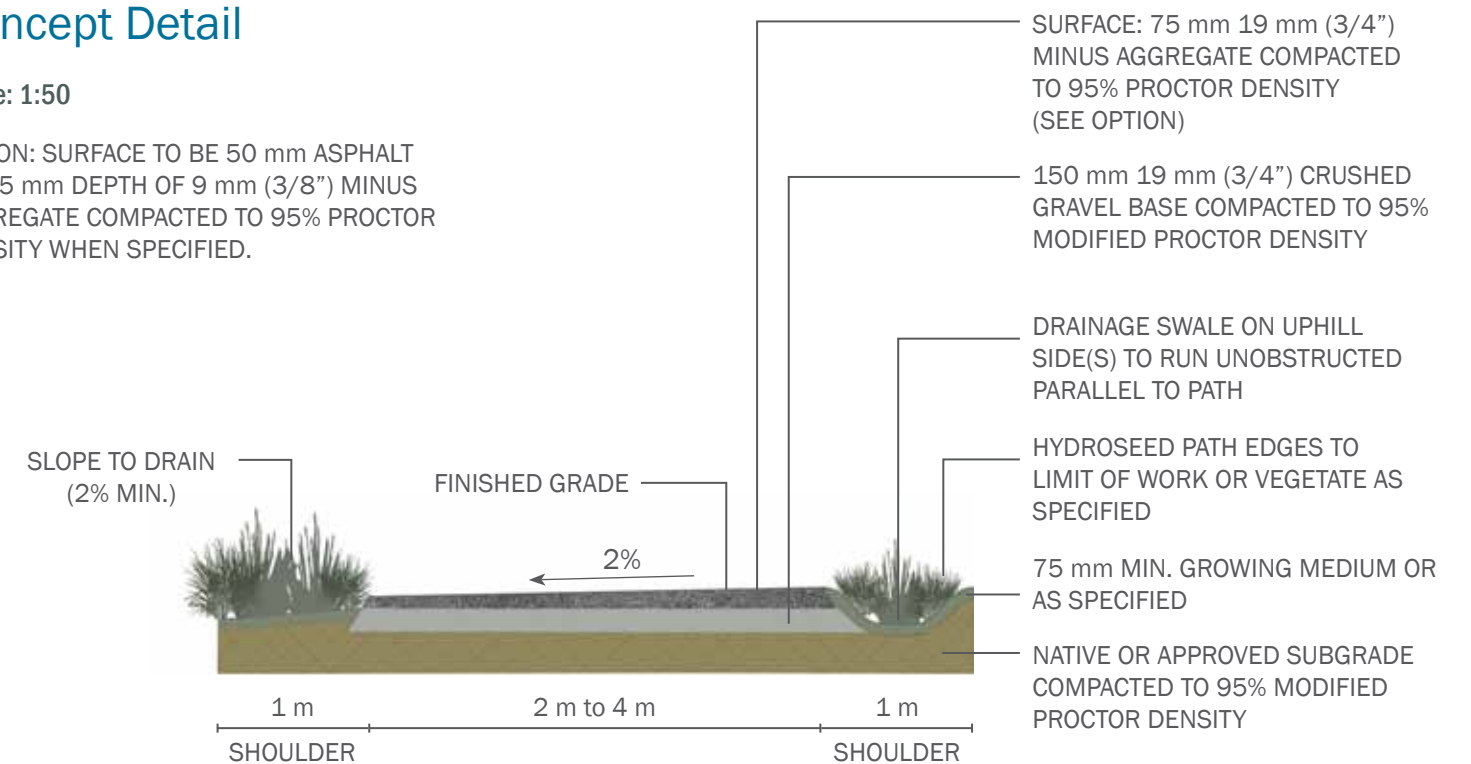 ncept Detail
e: 1:50
ON: SURFACE TO BE 50 mm ASPHALT
5 mm DEPTH OF 9 mm (3/8”) MINUS
REGATE COMPACTED TO 95% PROCTOR
SITY WHEN SPECIFIED.
SURFACE: 75 mm 19 mm (3/4”)
MINUS AGGREGATE COMPACTED
TO 95% PROCTOR DENSITY
(SEE OPTION)
150 mm 19 mm (3/4”) CRUSHED
GRAVEL BASE COMPACTED TO 95%
MODIFIED PROCTOR DENSITY
DRAINAGE SWALE ON UPHILL
SIDE(S) TO RUN UNOBSTRUCTED
PARALLEL TO PATH
HYDROSEED PATH EDGES TO
LIMIT OF WORK OR VEGETATE AS
SPECIFIED
75 mm MIN. GROWING MEDIUM OR
AS SPECIFIED
NATIVE OR APPROVED SUBGRADE
COMPACTED TO 95% MODIFIED
PROCTOR DENSITY
SLOPE TO DRAIN
(2% MIN.)
FINISHED GRADE
2%
1 m
2 m to 4 m
1 m
SHOULDER
SHOULDER